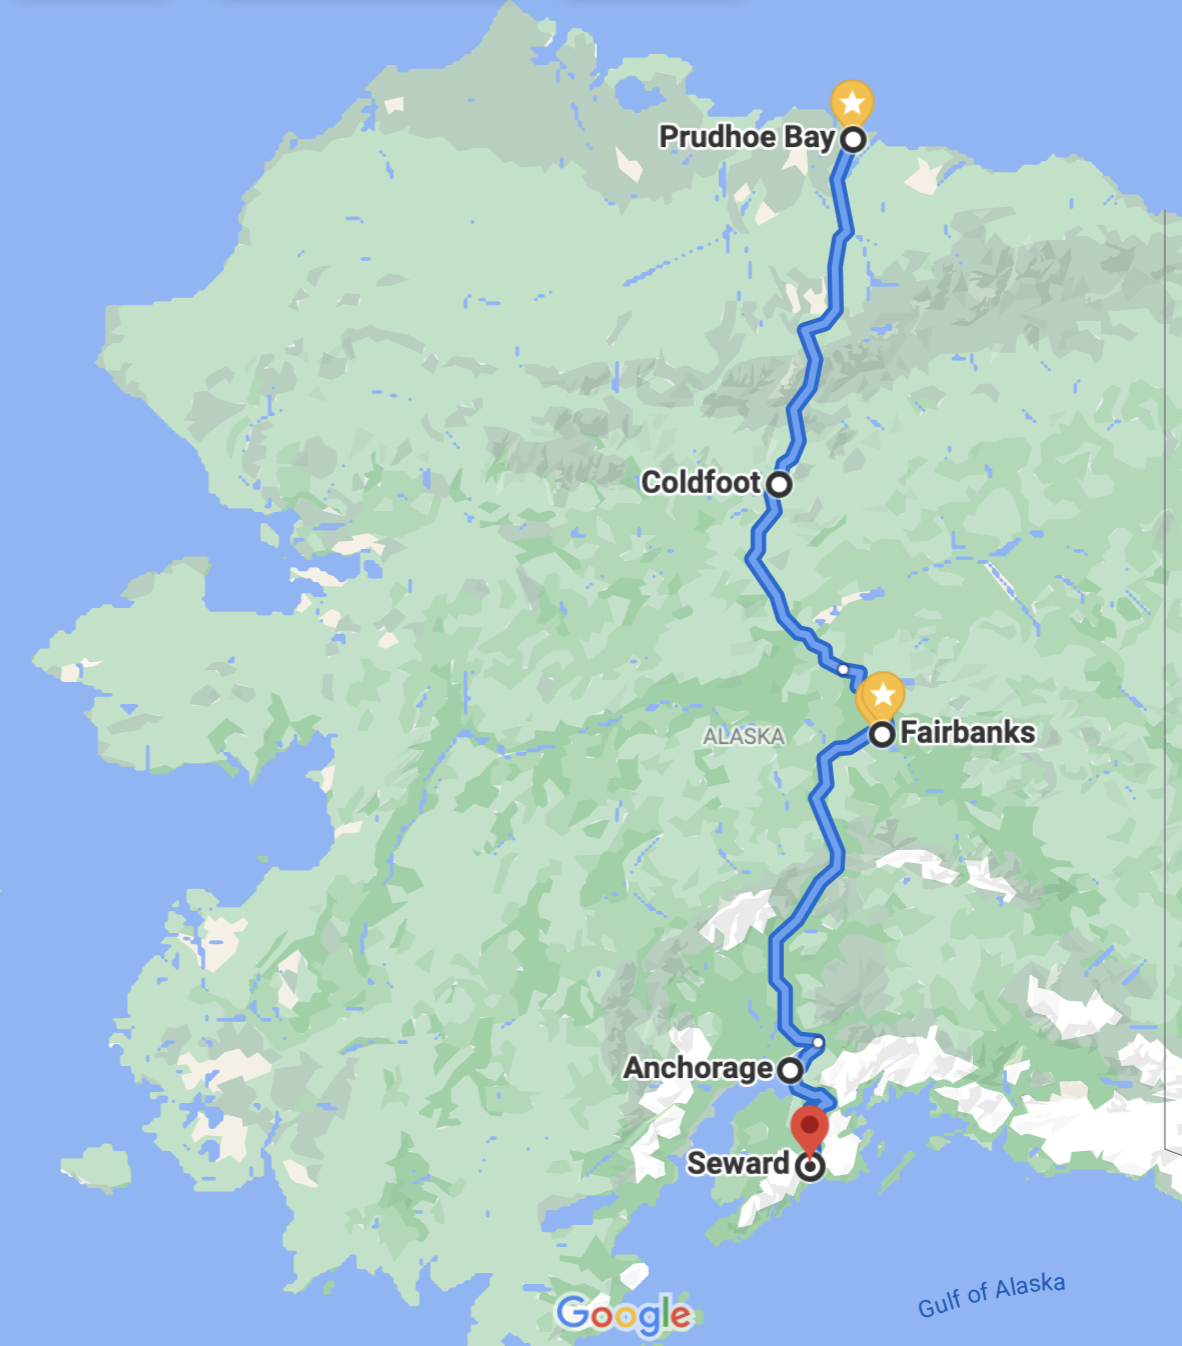 Prudhoe Bay
Coldfoot
Fairbanks
ALASKA
Anchorage
Seward
Gulf of Alaska
Google